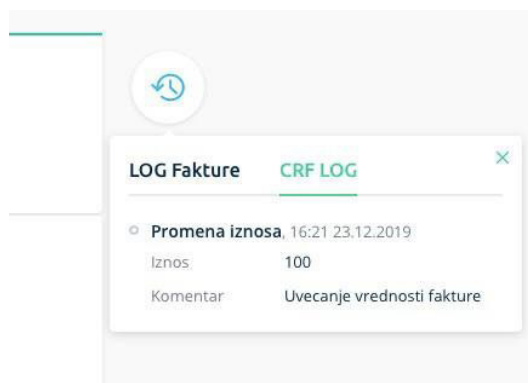 LOG Fakture CRF LOG
Promena iznosa, 16:21 23.12.2019
Iznos 100
Komentar Uvecanje vrednosti fakture